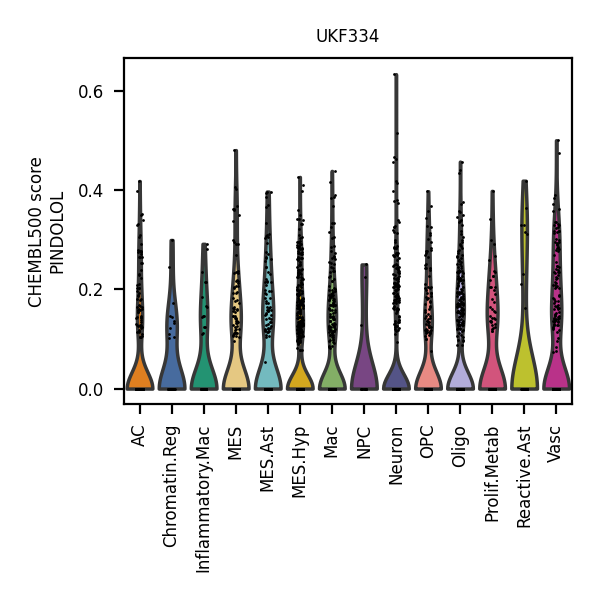 UKF334
CHEMBL500 score
PINDOLOL
0.6
0.4
0.2
0.0
AC
Chromatin.Reg
Inflammatory.Mac
MES
MES.Ast
MES.Hyp
Mac
NPC
Neuron
OPC
Oligo
Prolif.Metab
Reactive.Ast
Vasc